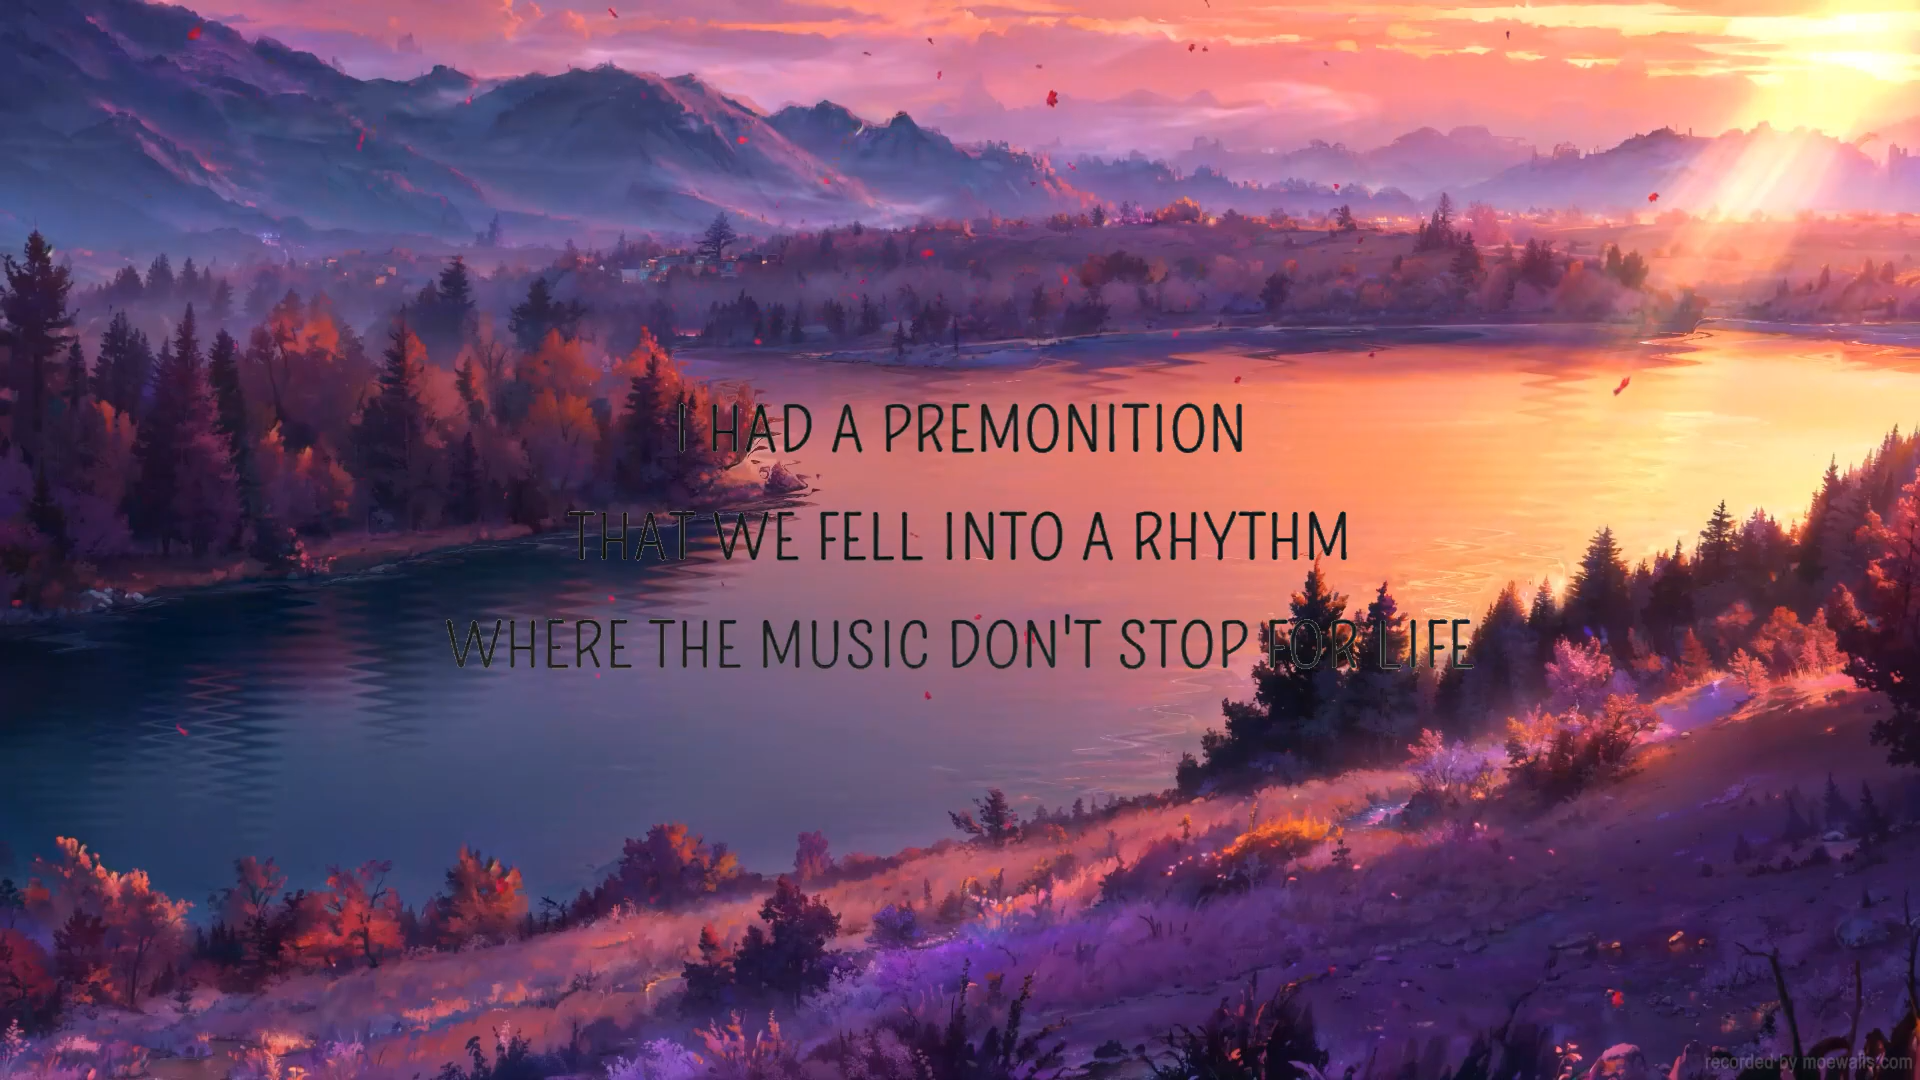 I HAD A PREMONITION
THAT WE FELL INTO A RHYTHM
WHERE THE MUSIC DON'T STOP FOR LIFE
recorded by moewalls.com